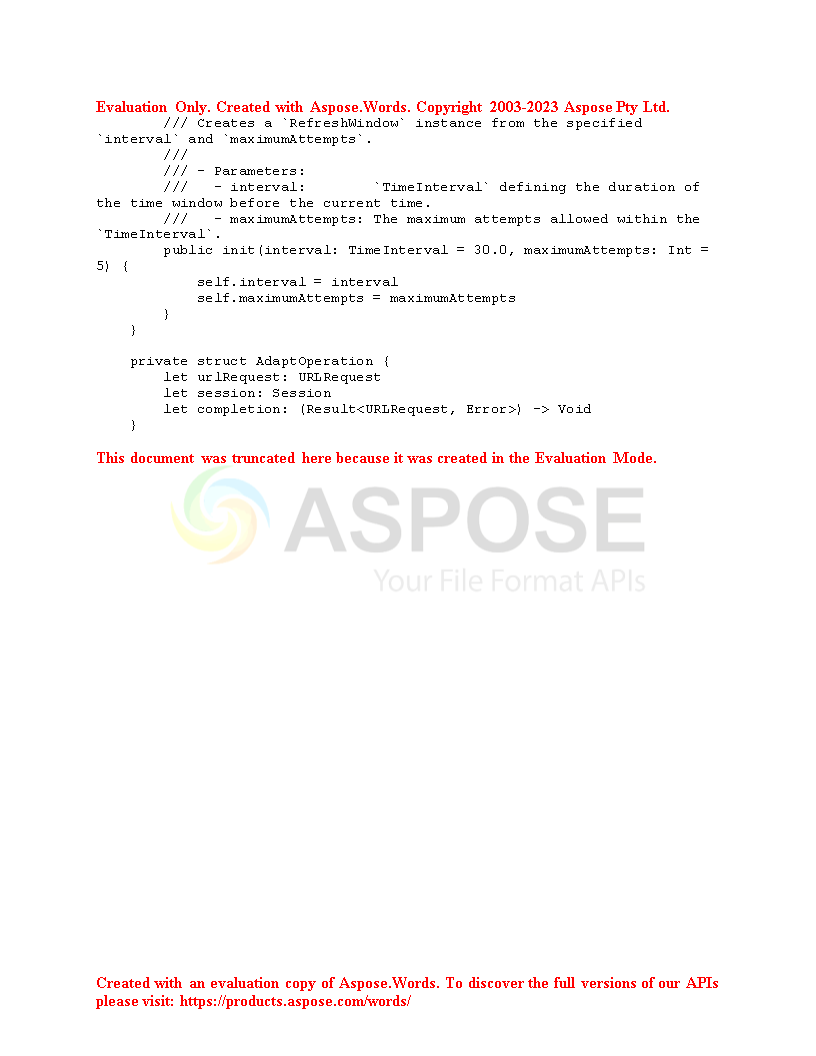 Evaluation Only. Created with Aspose.Words. Copyright 2003-2023 Aspose Pty Ltd.
        /// Creates a `RefreshWindow` instance from the specified
`interval` and `maximumAttempts`.
        ///
        /// - Parameters:
        ///   - interval:        `TimeInterval` defining the duration of
the time window before the current time.
        ///   - maximumAttempts: The maximum attempts allowed within the
`TimeInterval`.
        public init(interval: TimeInterval = 30.0, maximumAttempts: Int =
5) {
            self.interval = interval
            self.maximumAttempts = maximumAttempts
        }
    }

    private struct AdaptOperation {
        let urlRequest: URLRequest
        let session: Session
        let completion: (Result<URLRequest, Error>) -> Void
    }

This document was truncated here because it was created in the Evaluation Mode.
ASPOSE
Your File Format APIs
Created with an evaluation copy of Aspose.Words. To discover the full versions of our APIs
please visit: https://products.aspose.com/words/